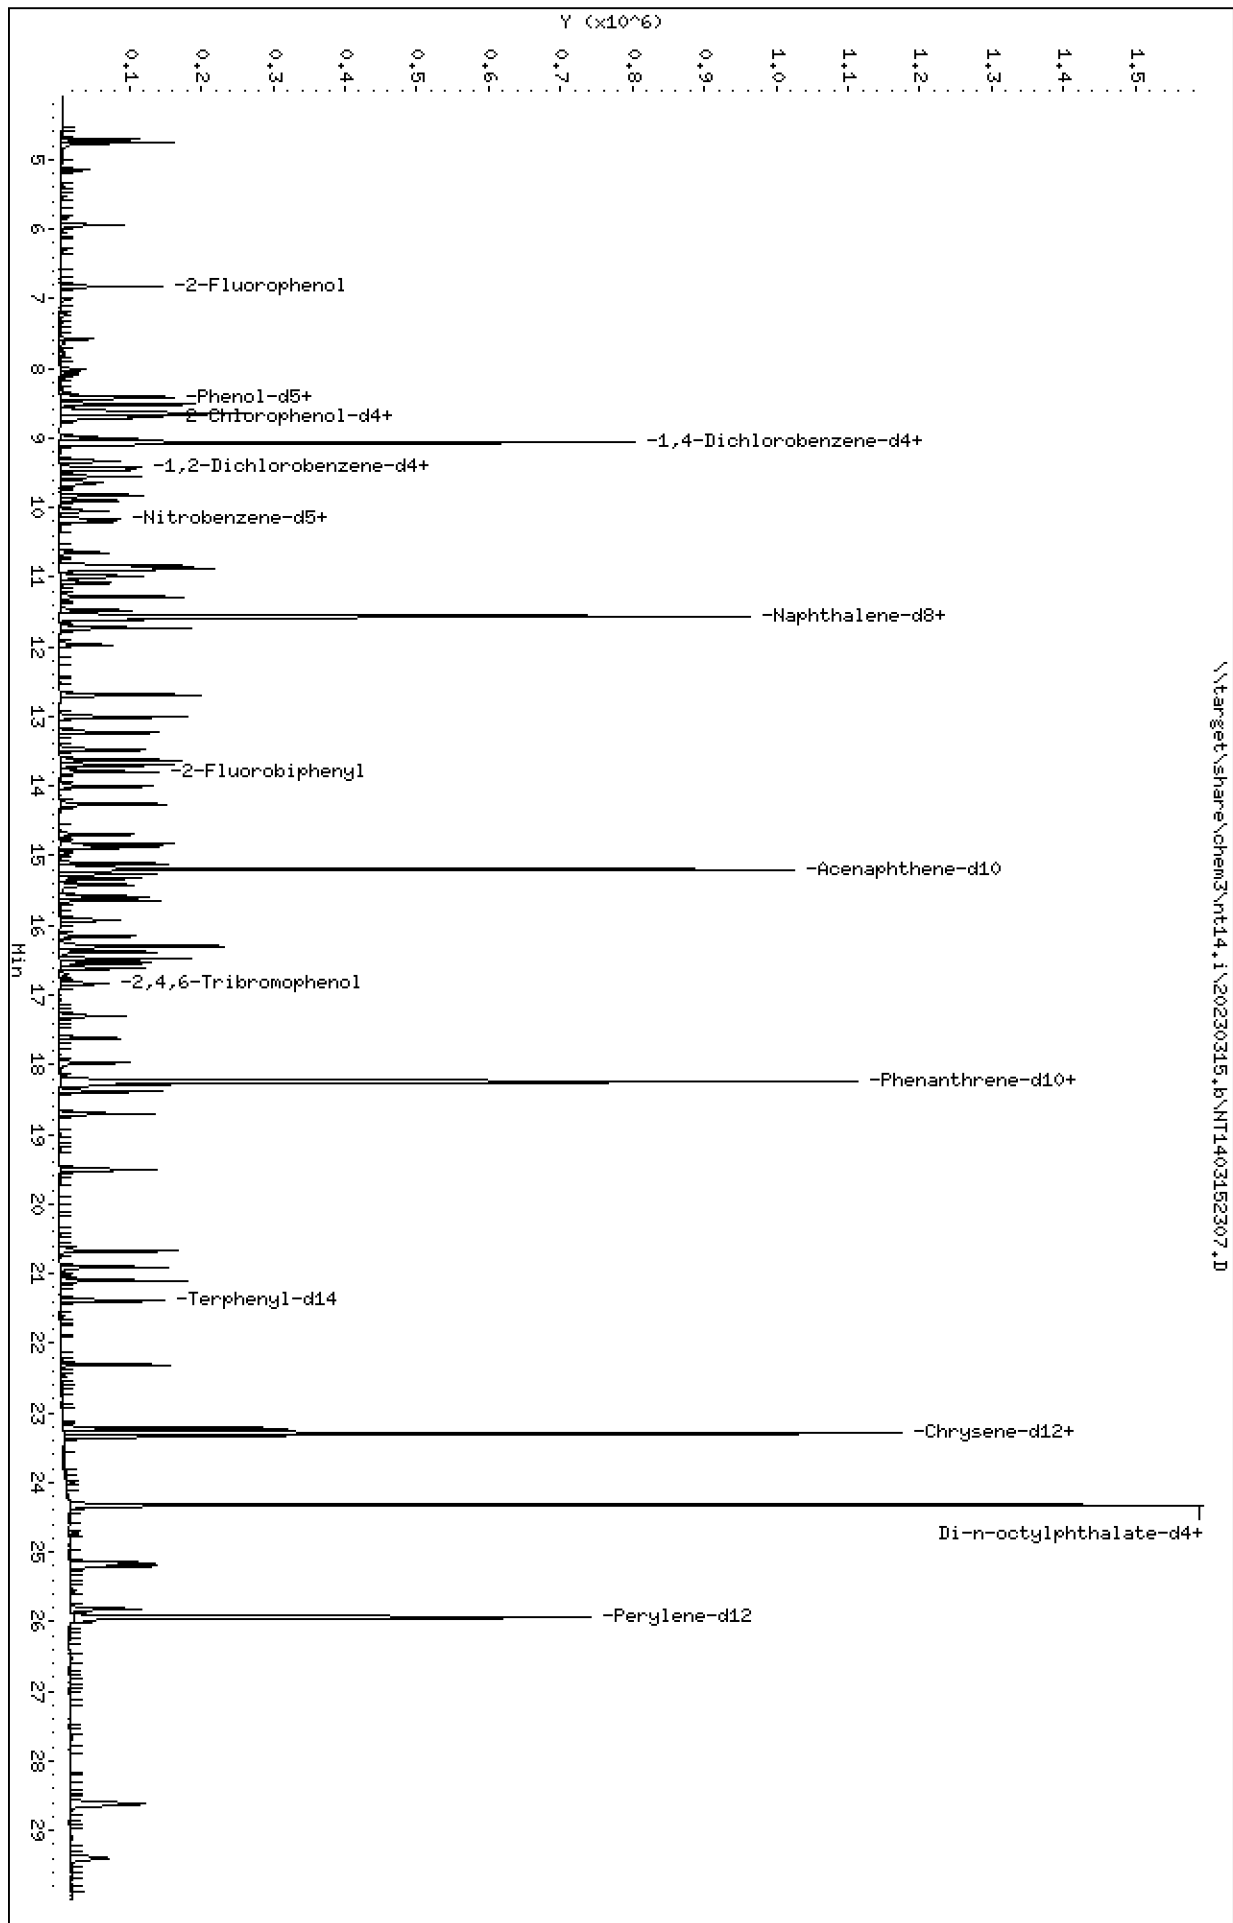 Y (x10^6)
0.1
0.2
0.3
0.4
0.5
0.6
0.7
0.8
0.9
1.0
1.1
1.2
1.3
1.4
1.5
\\target\share\chem3\nt14.i\20230315.b\NT1403152307.D
5
6
7
8
9
10
11
12
13
14
15
16
17
18
19
20
21
22
23
24
25
26
27
28
29
Min
-2-Fluorophenol
-Phenol-d5+
2-Chlorophenol-d4+
-1,4-Dichlorobenzene-d4+
-1,2-Dichlorobenzene-d4+
-Nitrobenzene-d5+
-Naphthalene-d8+
-2-Fluorobiphenyl
-Acenaphthene-d10
-2,4,6-Tribromophenol
-Phenanthrene-d10+
-Terphenyl-d14
-Chrysene-d12+
Di-n-octylphthalate-d4+
-Perylene-d12